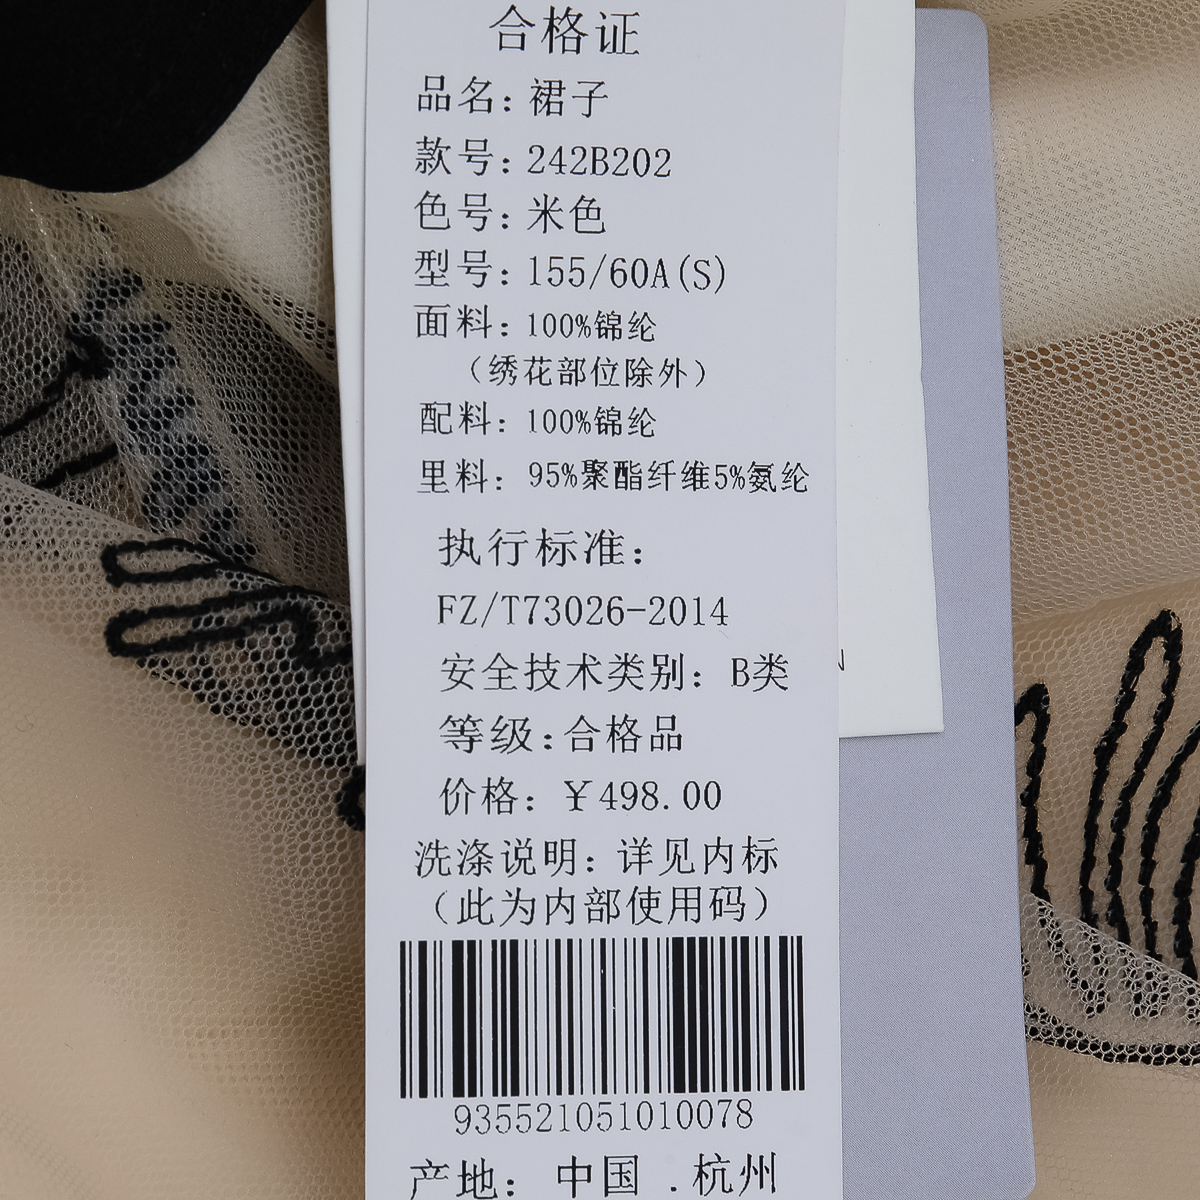 合格证
品名：裙子
款号：242B202
色号：米色
型号：155/60A(S)
面料：100%锦纶
（绣花部位除外）
配料：100%锦纶
里料：95%聚酯纤维5%氨纶
执行标准：
FZ/T73026-2014
安全技术类别：B类
等级：合格品
价格：￥498.00
洗涤说明：详见内标
（此为内部使用码）
935521051010078
产地：中国.杭州